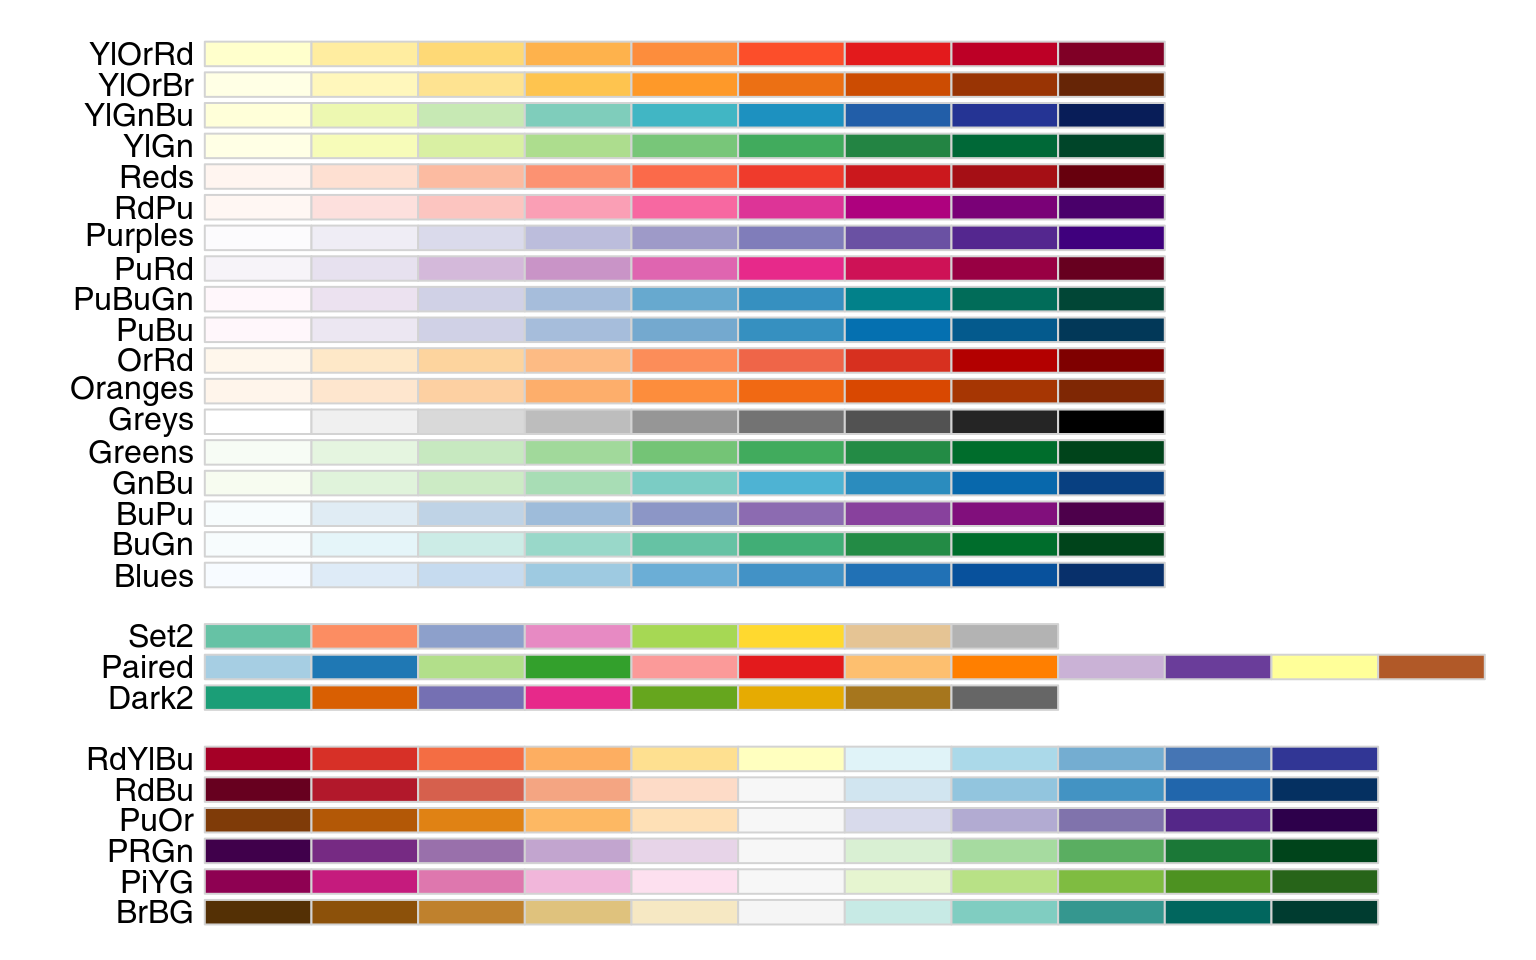 YlOrRd
YlOrBr
YlGnBu
YlGn
Reds
RdPu
Purples
PuRd
PuBuGn
PuBu
OrRd
Oranges
Greys
Greens
GnBu
BuPu
BuGn
Blues
Set2
Paired
Dark2
RdYlBu
RdBu
PuOr
PRGn
PiYG
BrBG